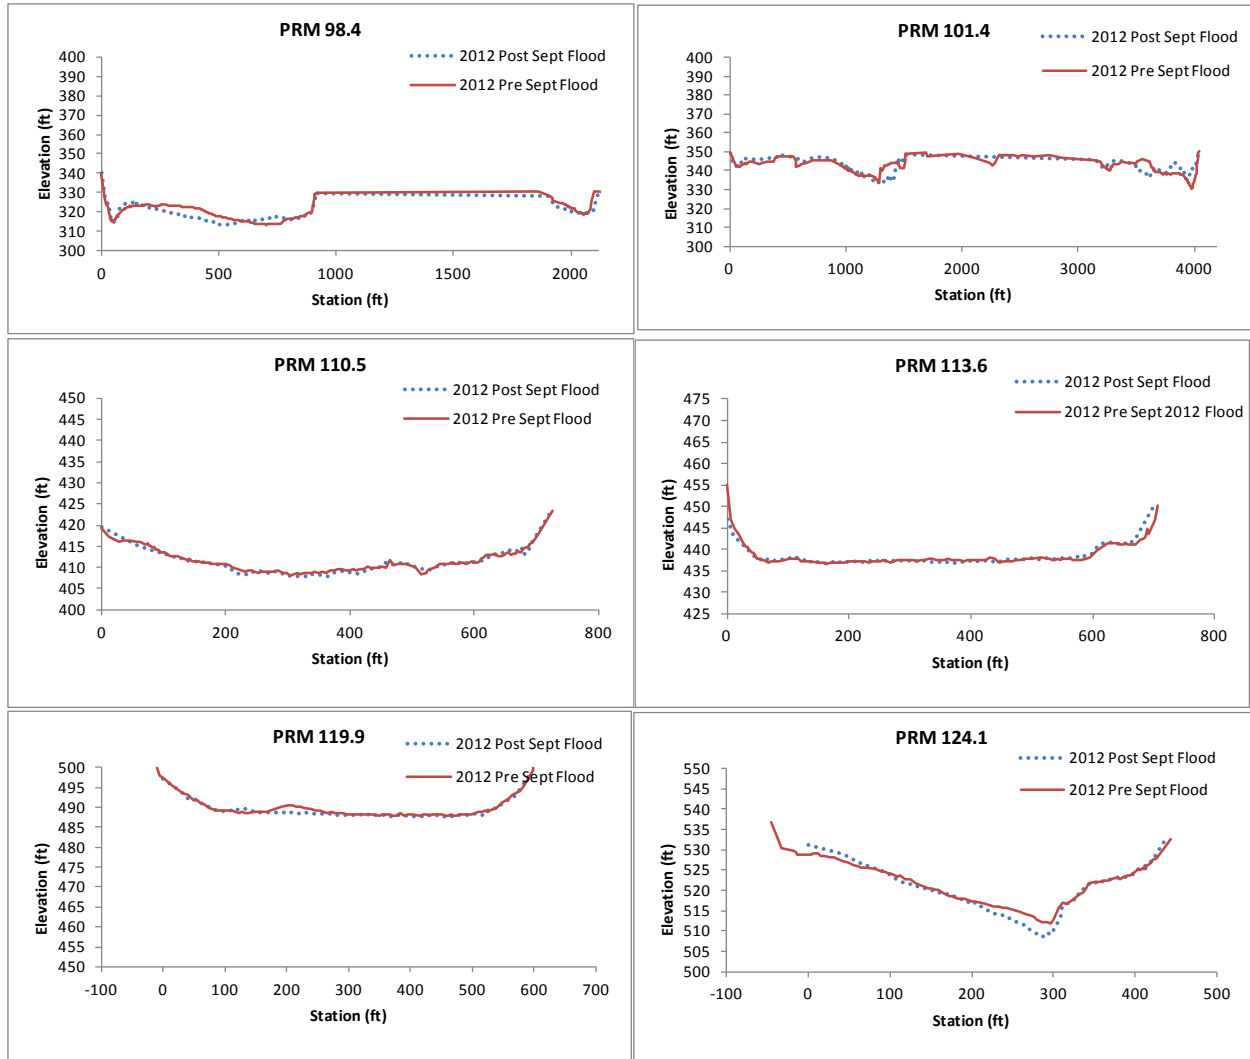 PRM 98.4
2012 Post Sept Flood
2012 Pre Sept Flood
Elevation (ft)
400
390
380
370
360
350
340
330
320
310
300
0 500 1000 1500 2000
Station (ft)
PRM 101.4
2012 Post Sept Flood
2012 Pre Sept Flood
Elevation (ft)
400
390
380
370
360
350
340
330
320
310
300
0 1000 2000 3000 4000
Station (ft)
PRM 110.5
2012 Post Sept Flood
2012 Pre Sept Flood
Elevation (ft)
450
445
440
435
430
425
420
415
410
405
400
0 200 400 600 800
Station (ft)
PRM 113.6
2012 Post Sept Flood
2012 Pre Sept 2012 Flood
Elevation (ft)
475
470
465
460
455
450
445
440
435
430
425
0 200 400 600 800
Station (ft)
PRM 119.9
2012 Post Sept Flood
2012 Pre Sept Flood
Elevation (ft)
500
495
490
485
480
475
470
465
460
455
450
-100 0 100 200 300 400 500 600 700
Station (ft)
PRM 124.1
2012 Post Sept Flood
2012 Pre Sept Flood
Elevation (ft)
550
545
540
535
530
525
520
515
510
505
500
-100 0 100 200 300 400 500
Station (ft)